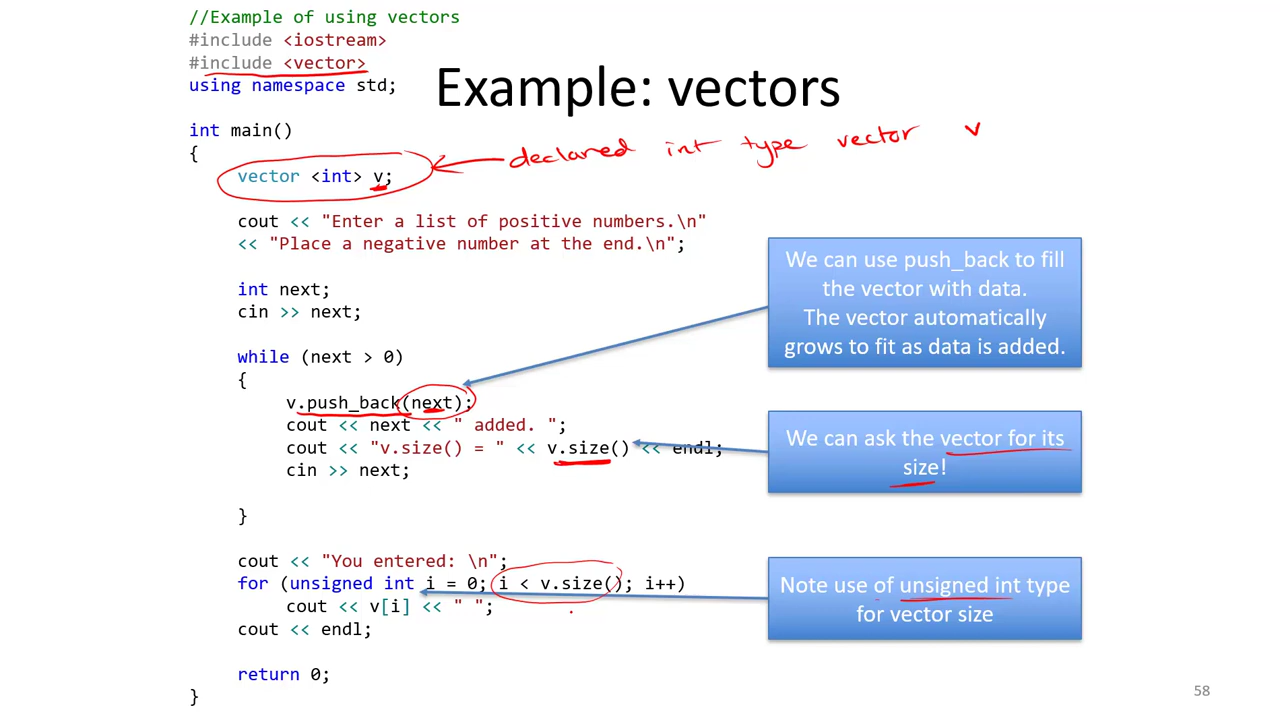 //Example of using vectors
#include <iostream>
#include <vector>
using namespace std;
Example: vectors
int main()
{
declared int type vector v
vector <int> v;
cout << "Enter a list of positive numbers.\n"
<< "Place a negative number at the end.\n";
int next;
cin >> next;
while (next > 0)
{
v.push_back(next);
cout << next << " added. ";
cout << "v.size() = " << v.size() << endl;
cin >> next;
}
cout << "You entered: \n";
for (unsigned int i = 0; i < v.size(); i++)
cout << v[i] << " ";
cout << endl;
return 0;
}
We can use push_back to fill
the vector with data.
The vector automatically
grows to fit as data is added.
We can ask the vector for its
size!
Note use of unsigned int type
for vector size
58